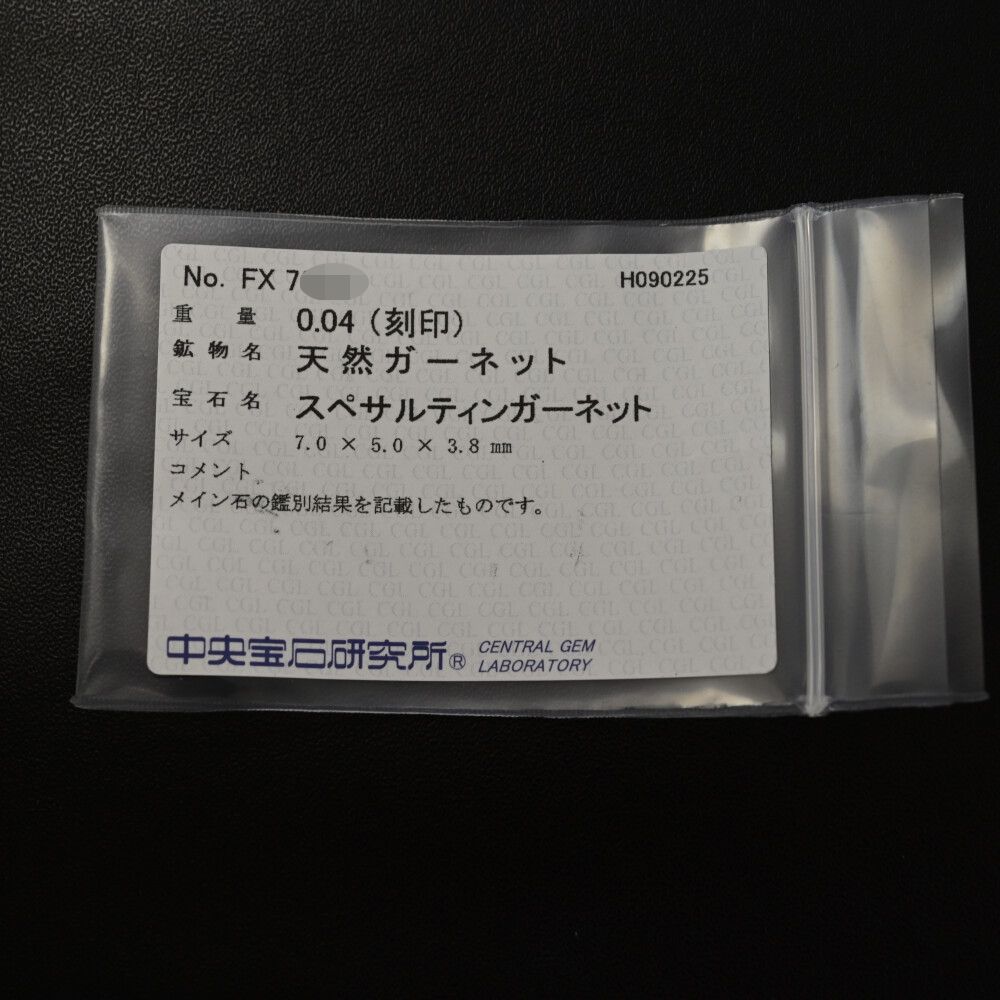 No. FX 7
H090225
重量 0.04（刻印）
鉱物名 天然ガーネット
宝石名 スペサルティンガーネット
サイズ 7.0 × 5.0 × 3.8 ㎜
コメント
メイン石の鑑別結果を記載したものです。
中央宝石研究所® CENTRAL GEM
LABORATORY